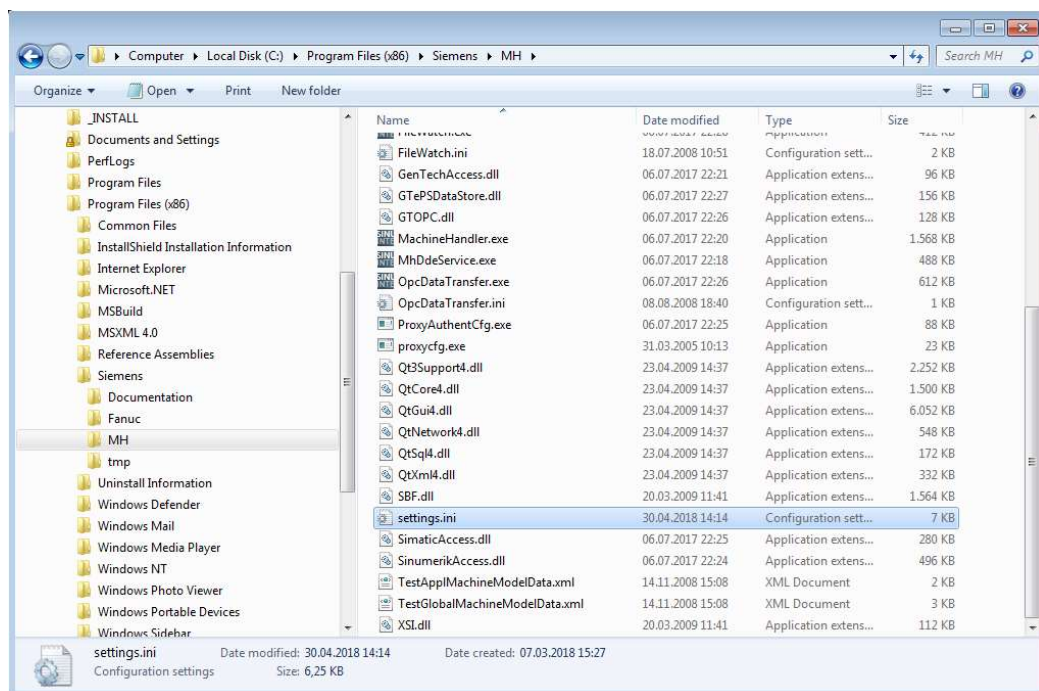 Computer ▸ Local Disk (C:) ▸ Program Files (x86) ▸ Siemens ▸ MH ▸
Search MH
Organize Open Print New folder
_INSTALL
Documents and Settings
PerfLogs
Program Files
Program Files (x86)
Common Files
InstallShield Installation Information
Internet Explorer
Microsoft.NET
MSBuild
MSXML 4.0
Reference Assemblies
Siemens
Documentation
Fanuc
MH
tmp
Uninstall Information
Windows Defender
Windows Mail
Windows Media Player
Windows NT
Windows Photo Viewer
Windows Portable Devices
Windows Sidebar
Name Date modified Type Size
FileWatch.ini 18.07.2008 10:51 Configuration sett... 2 KB
GenTechAccess.dll 06.07.2017 22:21 Application extens... 96 KB
GTePSDataStore.dll 06.07.2017 22:27 Application extens... 156 KB
GTOPC.dll 06.07.2017 22:26 Application extens... 128 KB
MachineHandler.exe 06.07.2017 22:20 Application 1.568 KB
MhDdeService.exe 06.07.2017 22:18 Application 488 KB
OpcDataTransfer.exe 06.07.2017 22:26 Application 612 KB
OpcDataTransfer.ini 08.08.2008 18:40 Configuration sett... 1 KB
ProxyAuthentCfg.exe 06.07.2017 22:25 Application 88 KB
proxycfg.exe 31.03.2005 10:13 Application 23 KB
Qt3Support4.dll 23.04.2009 14:37 Application extens... 2.252 KB
QtCore4.dll 23.04.2009 14:37 Application extens... 1.500 KB
QtGui4.dll 23.04.2009 14:37 Application extens... 6.052 KB
QtNetwork4.dll 23.04.2009 14:37 Application extens... 548 KB
QtSql4.dll 23.04.2009 14:37 Application extens... 172 KB
QtXml4.dll 23.04.2009 14:37 Application extens... 332 KB
SBF.dll 20.03.2009 11:41 Application extens... 1.564 KB
settings.ini 30.04.2018 14:14 Configuration sett... 7 KB
SimaticAccess.dll 06.07.2017 22:25 Application extens... 280 KB
SinumerikAccess.dll 06.07.2017 22:24 Application extens... 496 KB
TestApplMachineModelData.xml 14.11.2008 15:08 XML Document 2 KB
TestGlobalMachineModelData.xml 14.11.2008 15:08 XML Document 3 KB
XSI.dll 20.03.2009 11:41 Application extens... 112 KB
settings.ini Date modified: 30.04.2018 14:14 Date created: 07.03.2018 15:27
Configuration settings Size: 6,25 KB